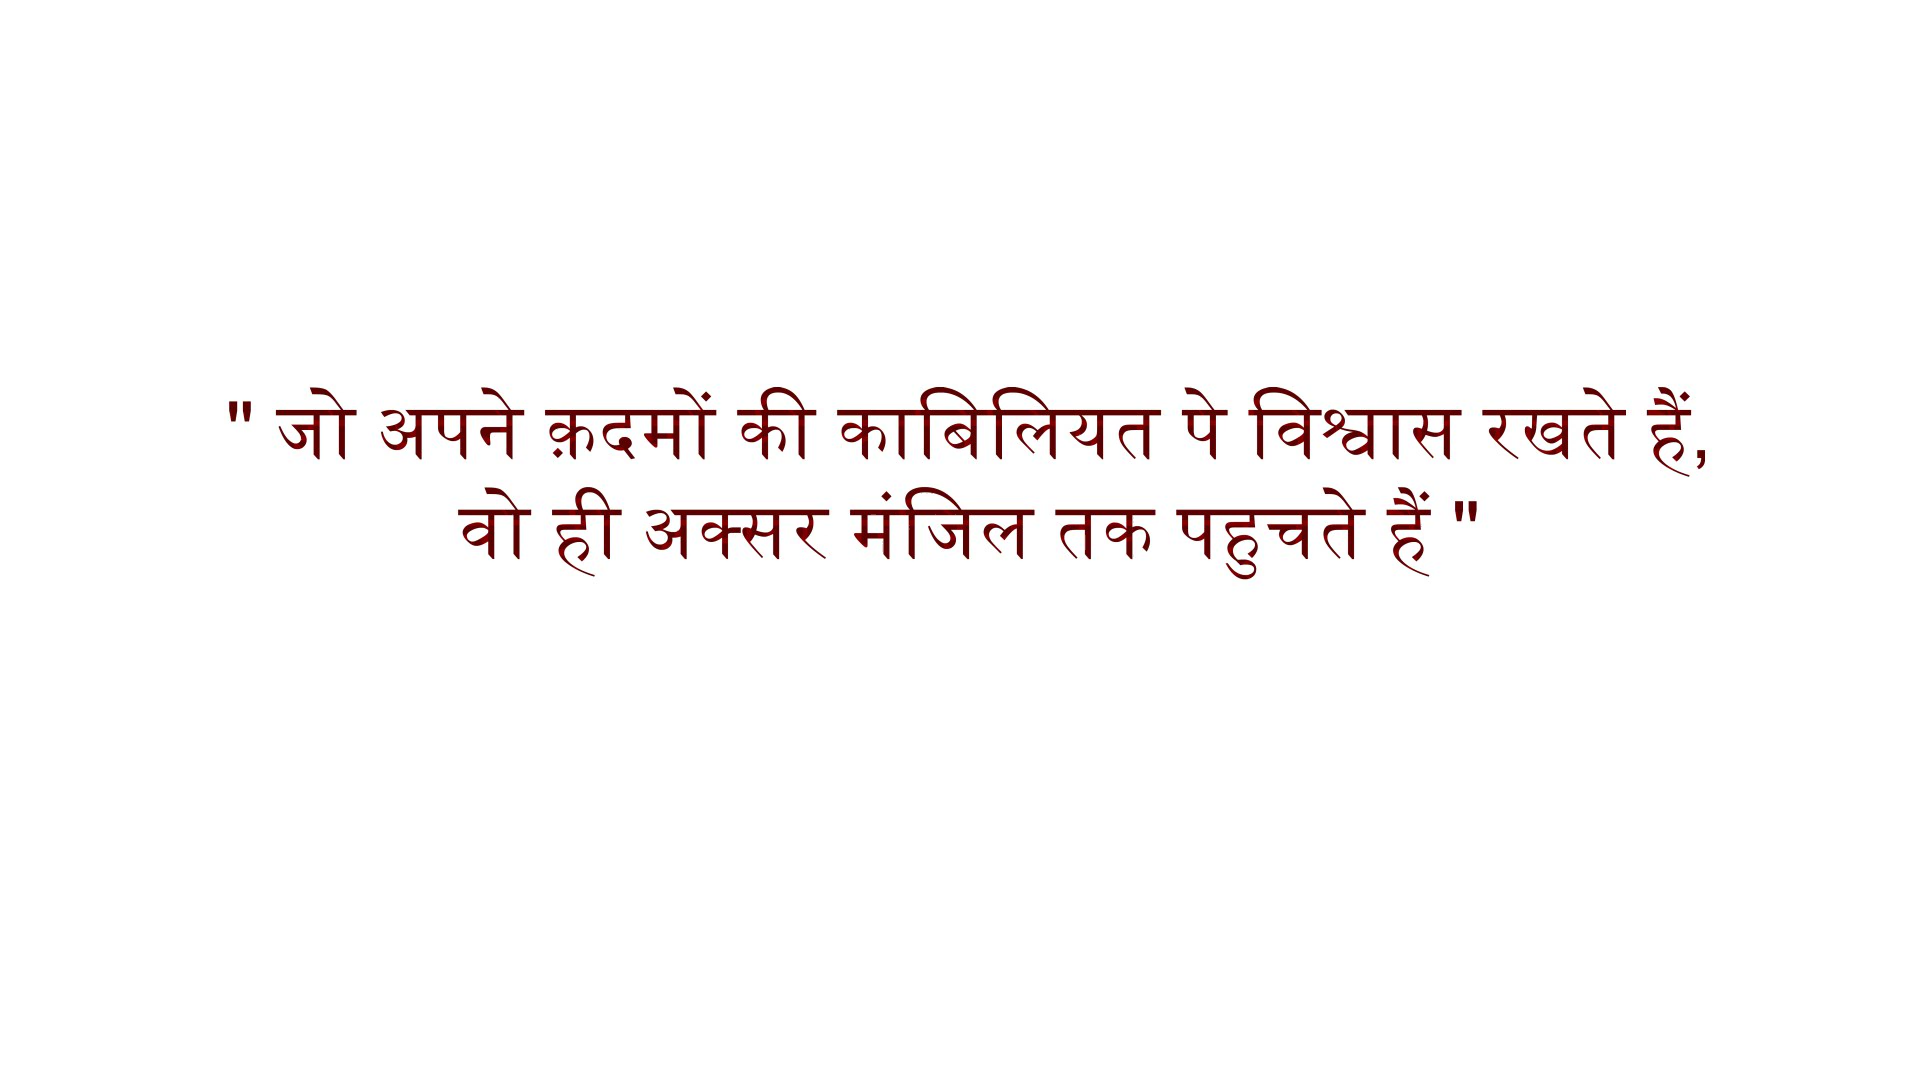 " जो अपने क़दमों की काबिलियत पे विश्वास रखते हैं,
वो ही अक्सर मंजिल तक पहुचते हैं "